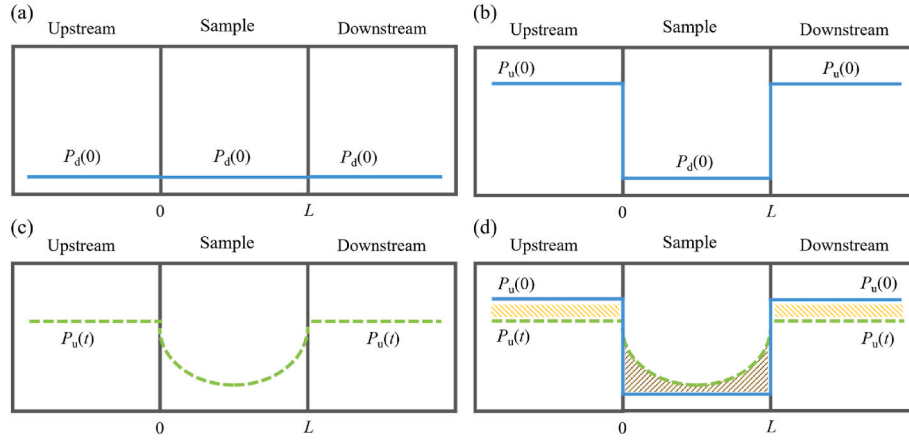 (a)
Upstream Sample Downstream
Pd(0) Pd(0) Pd(0)
0 L
(b)
Upstream Sample Downstream
Pu(0) Pu(0)
Pd(0)
0 L
(c)
Upstream Sample Downstream
Pu(t) Pu(t)
0 L
(d)
Upstream Sample Downstream
Pu(0) Pu(0)
Pu(t) Pu(t)
0 L